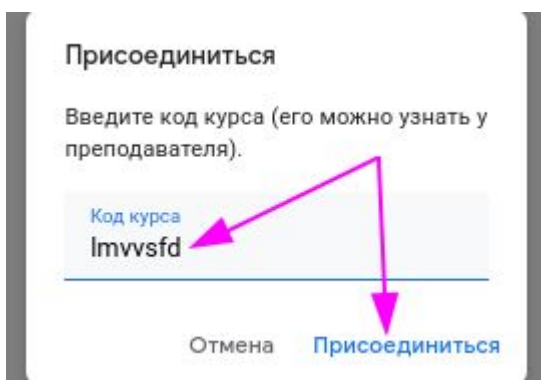 Присоединиться
Введите код курса (его можно узнать у
преподавателя).
Код курса
lmvvsfd
Отмена Присоединиться